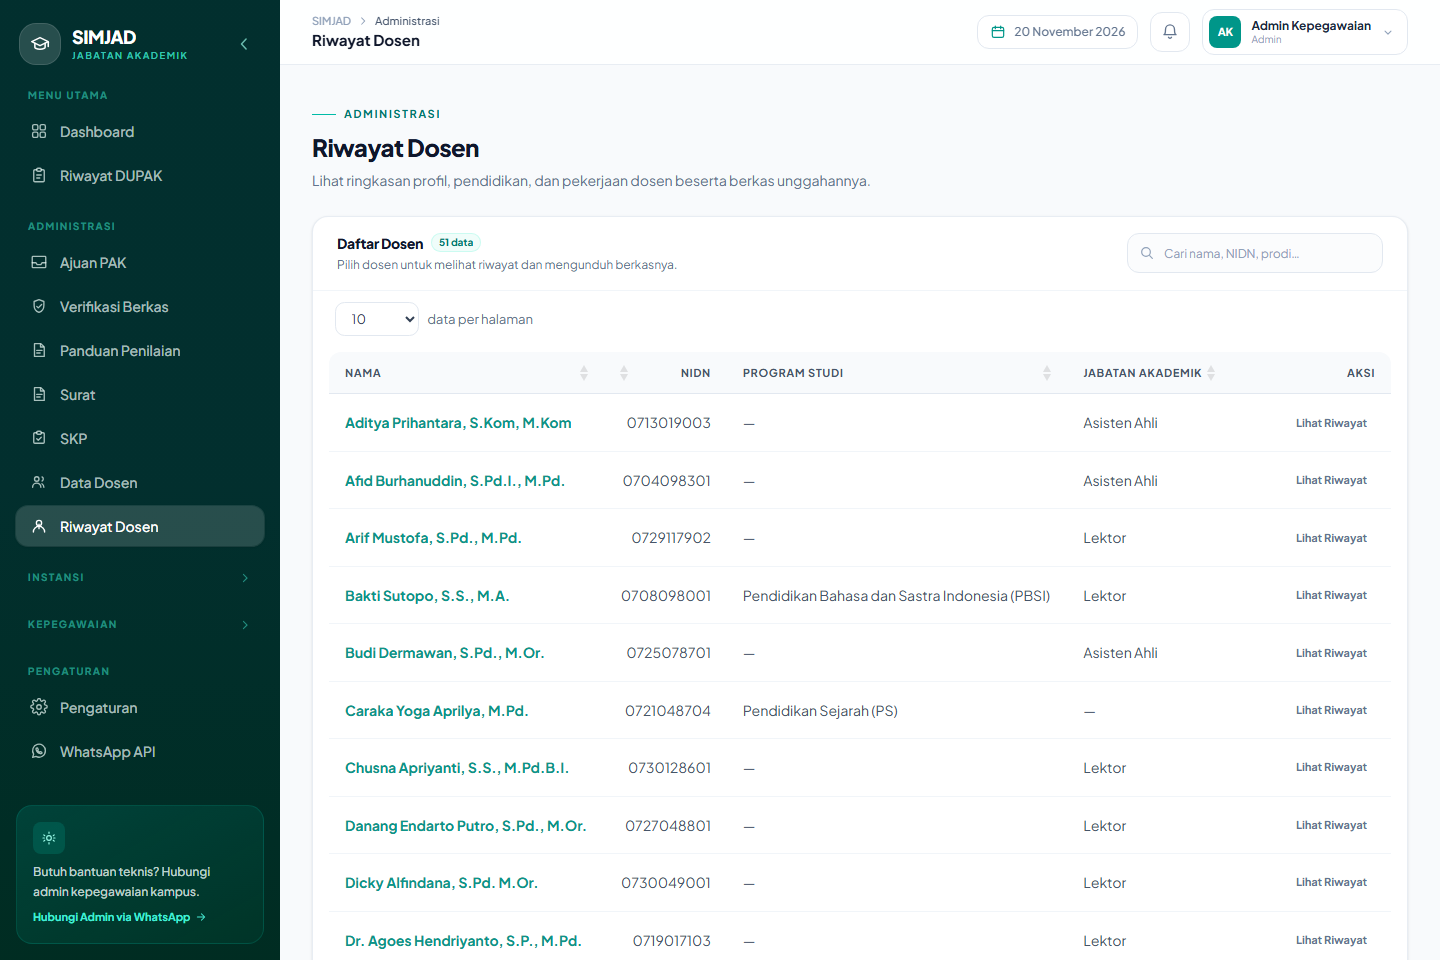 SIMJAD
JABATAN AKADEMIK
MENU UTAMA
Dashboard
Riwayat DUPAK
ADMINISTRASI
Ajuan PAK
Verifikasi Berkas
Panduan Penilaian
Surat
SKP
Data Dosen
Riwayat Dosen
INSTANSI
KEPEGAWAIAN
PENGATURAN
Pengaturan
WhatsApp API
Butuh bantuan teknis? Hubungi
admin kepegawaian kampus.
Hubungi Admin via WhatsApp →
SIMJAD > Administrasi
Riwayat Dosen
20 November 2026
AK
Admin Kepegawaian
Admin
ADMINISTRASI
Riwayat Dosen
Lihat ringkasan profil, pendidikan, dan pekerjaan dosen beserta berkas unggahannya.
Daftar Dosen 51 data
Pilih dosen untuk melihat riwayat dan mengunduh berkasnya.
Cari nama, NIDN, prodi...
10 data per halaman
NAMA NIDN PROGRAM STUDI JABATAN AKADEMIK AKSI
Aditya Prihantara, S.Kom, M.Kom 0713019003 — Asisten Ahli Lihat Riwayat
Afid Burhanuddin, S.Pd.I., M.Pd. 0704098301 — Asisten Ahli Lihat Riwayat
Arif Mustofa, S.Pd., M.Pd. 0729117902 — Lektor Lihat Riwayat
Bakti Sutopo, S.S., M.A. 0708098001 Pendidikan Bahasa dan Sastra Indonesia (PBSI) Lektor Lihat Riwayat
Budi Dermawan, S.Pd., M.Or. 0725078701 — Asisten Ahli Lihat Riwayat
Caraka Yoga Aprilya, M.Pd. 0721048704 Pendidikan Sejarah (PS) — Lihat Riwayat
Chusna Apriyanti, S.S., M.Pd.B.I. 0730128601 — Lektor Lihat Riwayat
Danang Endarto Putro, S.Pd., M.Or. 0727048801 — Lektor Lihat Riwayat
Dicky Alfindana, S.Pd. M.Or. 0730049001 — Lektor Lihat Riwayat
Dr. Agoes Hendriyanto, S.P., M.Pd. 0719017103 — Lektor Lihat Riwayat